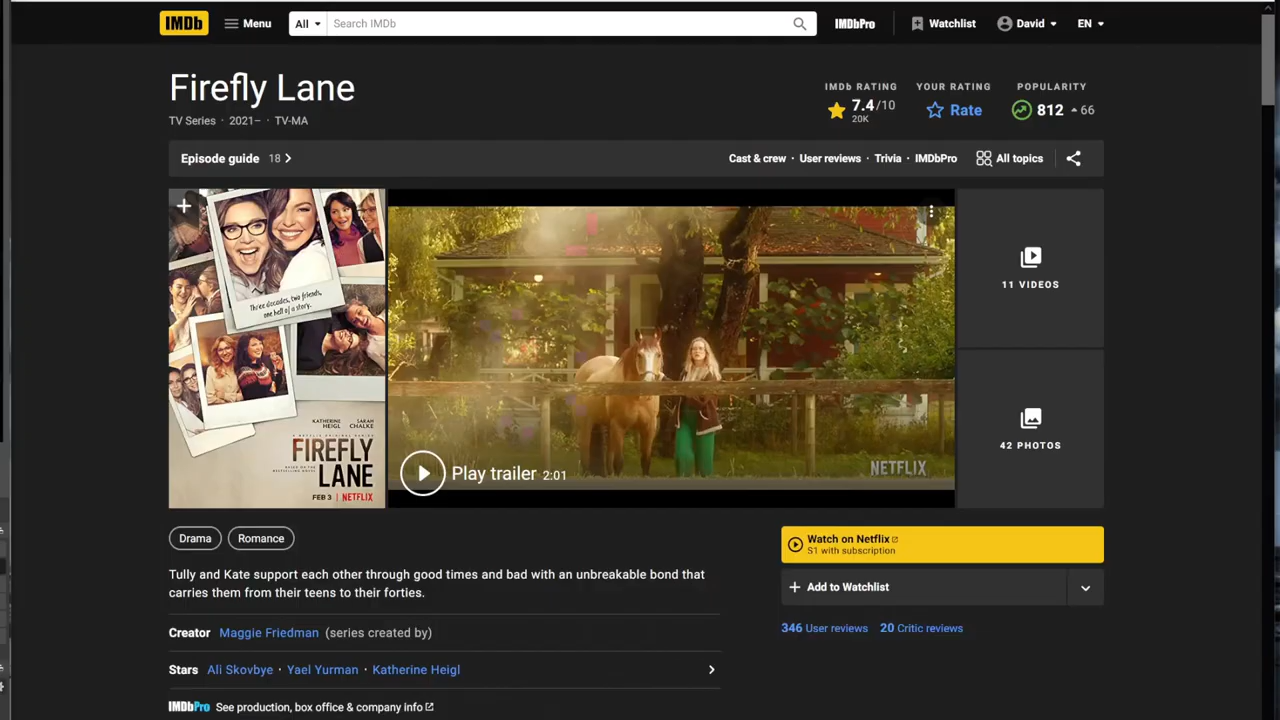 IMDb Menu All Search IMDb IMDbPro Watchlist David EN
Firefly Lane
TV Series · 2021– · TV-MA
IMDb RATING
7.4/10
20K
YOUR RATING
Rate
POPULARITY
812 66
Episode guide 18
Cast & crew · User reviews · Trivia · IMDbPro All topics
Three decades, two friends,
one hell of a story.
KATHERINE HEIGL
SARAH CHALKE
A NETFLIX ORIGINAL SERIES
FIREFLY
LANE
FEB 3 | NETFLIX
Play trailer 2:01
NETFLIX
11 VIDEOS
42 PHOTOS
Drama Romance
Tully and Kate support each other through good times and bad with an unbreakable bond that
carries them from their teens to their forties.
Creator Maggie Friedman (series created by)
Stars Ali Skovbye · Yael Yurman · Katherine Heigl
IMDbPro See production, box office & company info
Watch on Netflix
S1 with subscription
+ Add to Watchlist
346 User reviews 20 Critic reviews